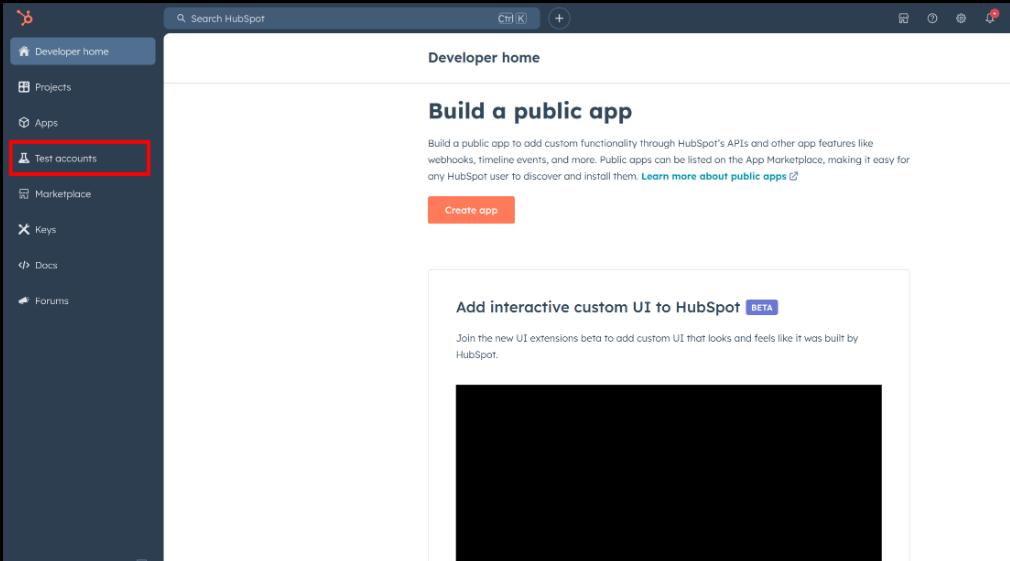 Search HubSpot
Ctrl K
Developer home
Projects
Apps
Test accounts
Marketplace
Keys
Docs
Forums
Developer home
Build a public app
Build a public app to add custom functionality through HubSpot's APIs and other app features like
webhooks, timeline events, and more. Public apps can be listed on the App Marketplace, making it easy for
any HubSpot user to discover and install them. Learn more about public apps
Create app
Add interactive custom UI to HubSpot BETA
Join the new UI extensions beta to add custom UI that looks and feels like it was built by
HubSpot.